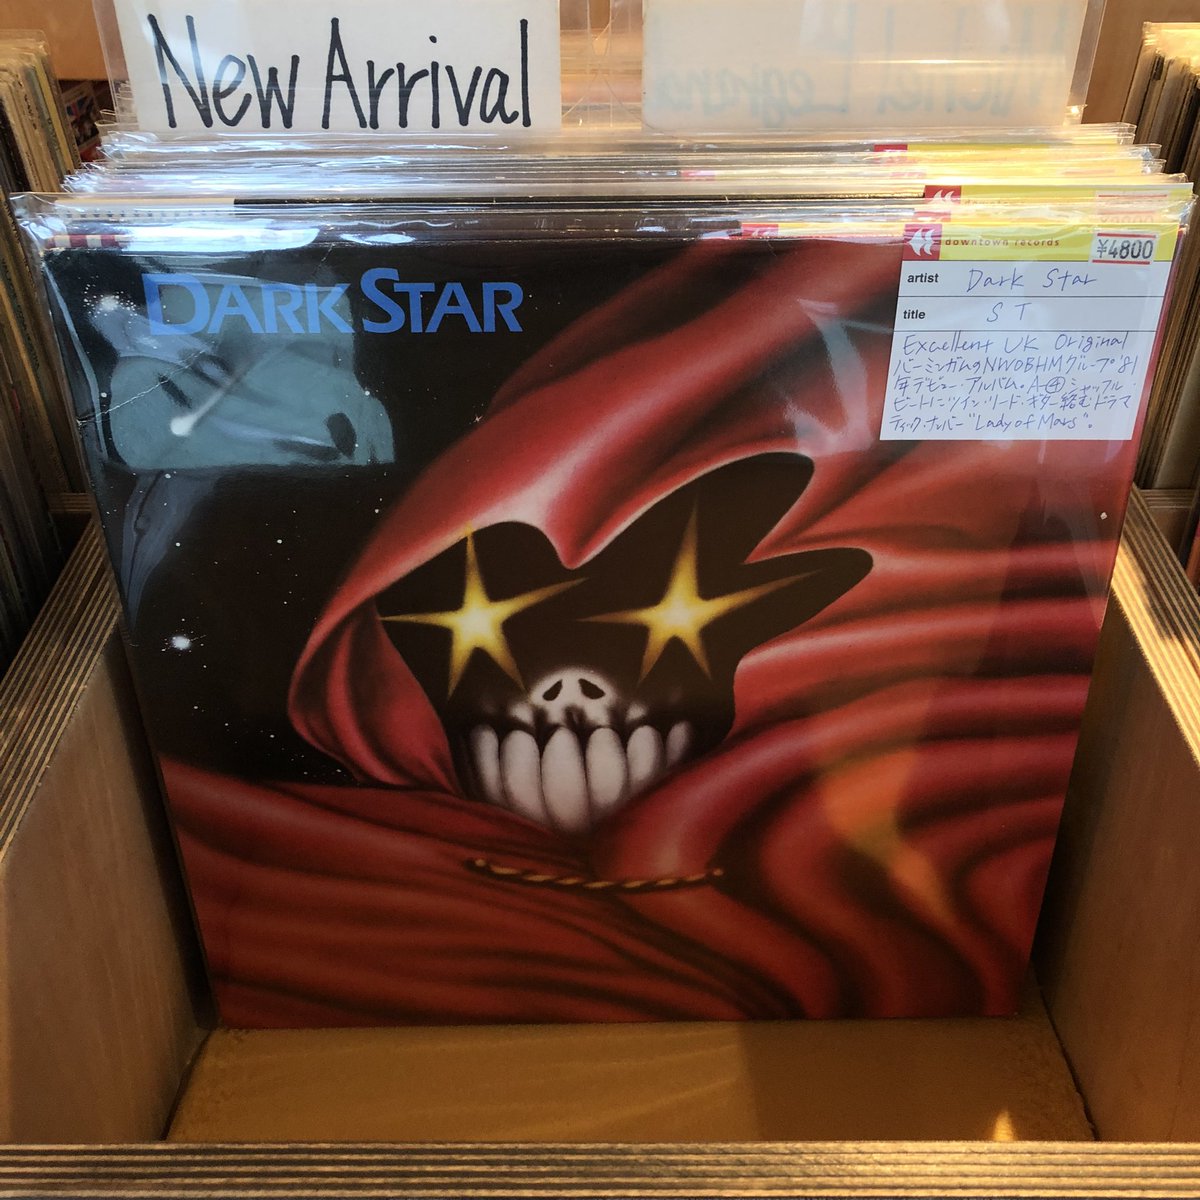 New Arrival
DARK STAR
downtown records
¥4800
artist Dark Star
title ST
Excellent UK Original
バーミンガムのNWOBHMグループ'81
年デビュー・アルバム。A-④シャッフル・
ビートにツイン・リード・ギター絡むドラマ
ティック・ナンバー"Lady of Mars"。